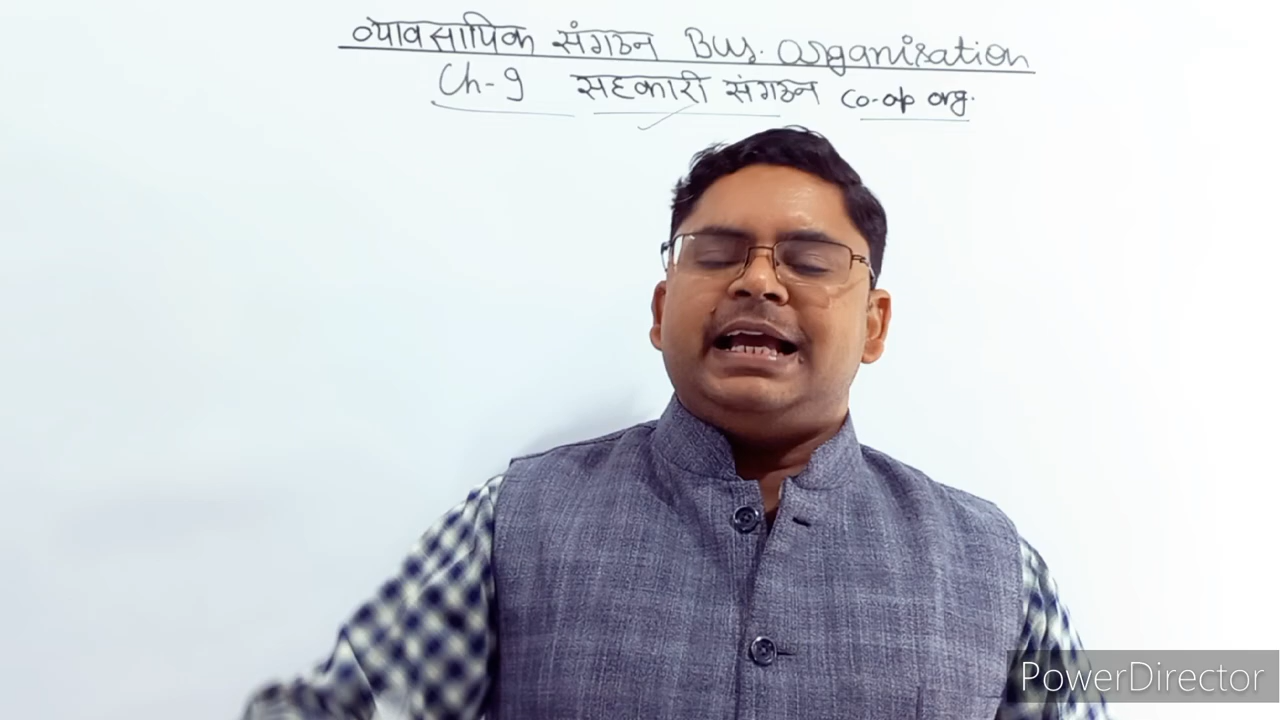 व्यावसायिक संगठन Bus. Organisation
Ch-9 सहकारी संगठन Co-op org.
PowerDirector